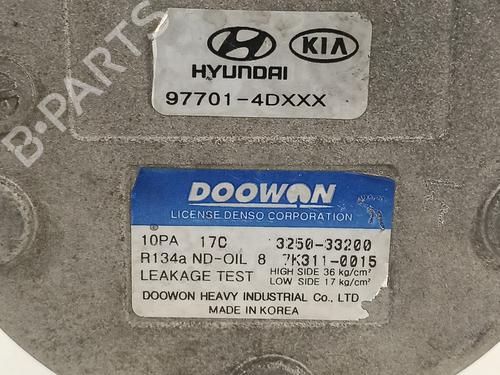 HYUNDAI KIA
97701-4DXXX
DOOWON
LICENSE DENSO CORPORATION
10PA 17C 3250-33200
R134a ND-OIL 8 7K311-0015
LEAKAGE TEST HIGH SIDE 36 kg/cm²
LOW SIDE 17 kg/cm²
DOOWON HEAVY INDUSTRIAL Co., LTD
MADE IN KOREA
B-PARTS